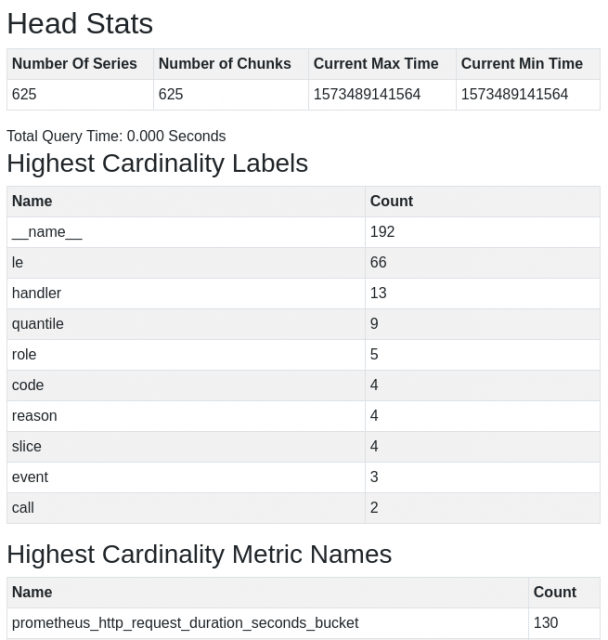 Head Stats
Number Of Series Number of Chunks Current Max Time Current Min Time
625 625 1573489141564 1573489141564
Total Query Time: 0.000 Seconds
Highest Cardinality Labels
Name Count
__name__ 192
le 66
handler 13
quantile 9
role 5
code 4
reason 4
slice 4
event 3
call 2
Highest Cardinality Metric Names
Name Count
prometheus_http_request_duration_seconds_bucket 130